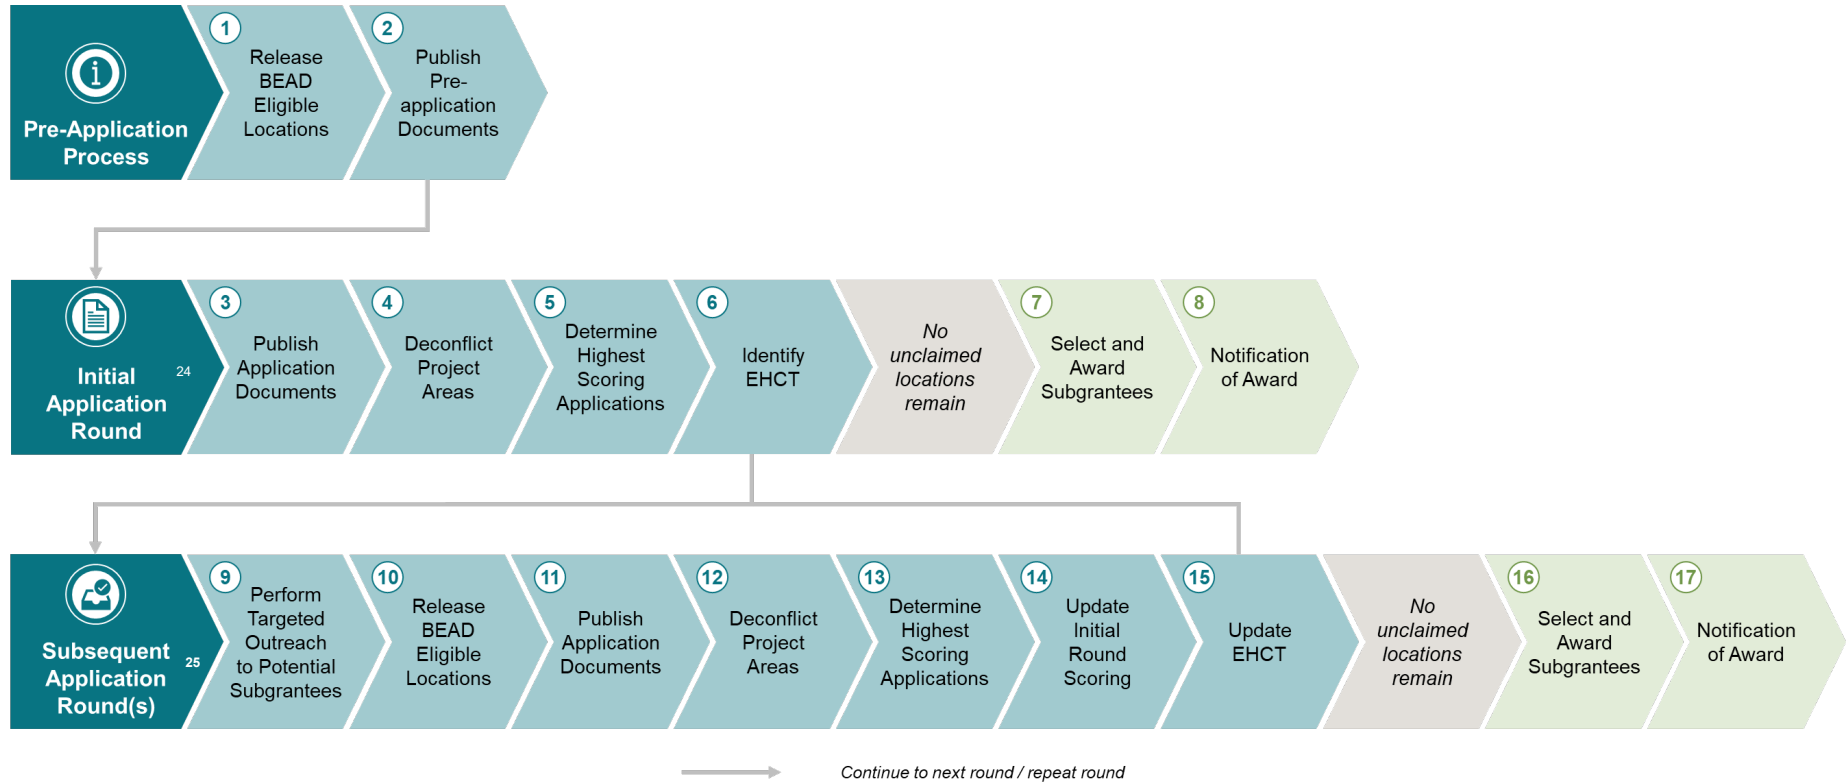 Pre-Application
Process
1
Release
BEAD
Eligible
Locations
2
Publish
Pre-
application
Documents
Initial
Application
Round
24
3
Publish
Application
Documents
4
Deconflict
Project
Areas
5
Determine
Highest
Scoring
Applications
6
Identify
EHCT
No
unclaimed
locations
remain
7
Select and
Award
Subgrantees
8
Notification
of Award
Subsequent
Application
Round(s)
25
9
Perform
Targeted
Outreach
to Potential
Subgrantees
10
Release
BEAD
Eligible
Locations
11
Publish
Application
Documents
12
Deconflict
Project
Areas
13
Determine
Highest
Scoring
Applications
14
Update
Initial
Round
Scoring
15
Update
EHCT
No
unclaimed
locations
remain
16
Select and
Award
Subgrantees
17
Notification
of Award
Continue to next round / repeat round